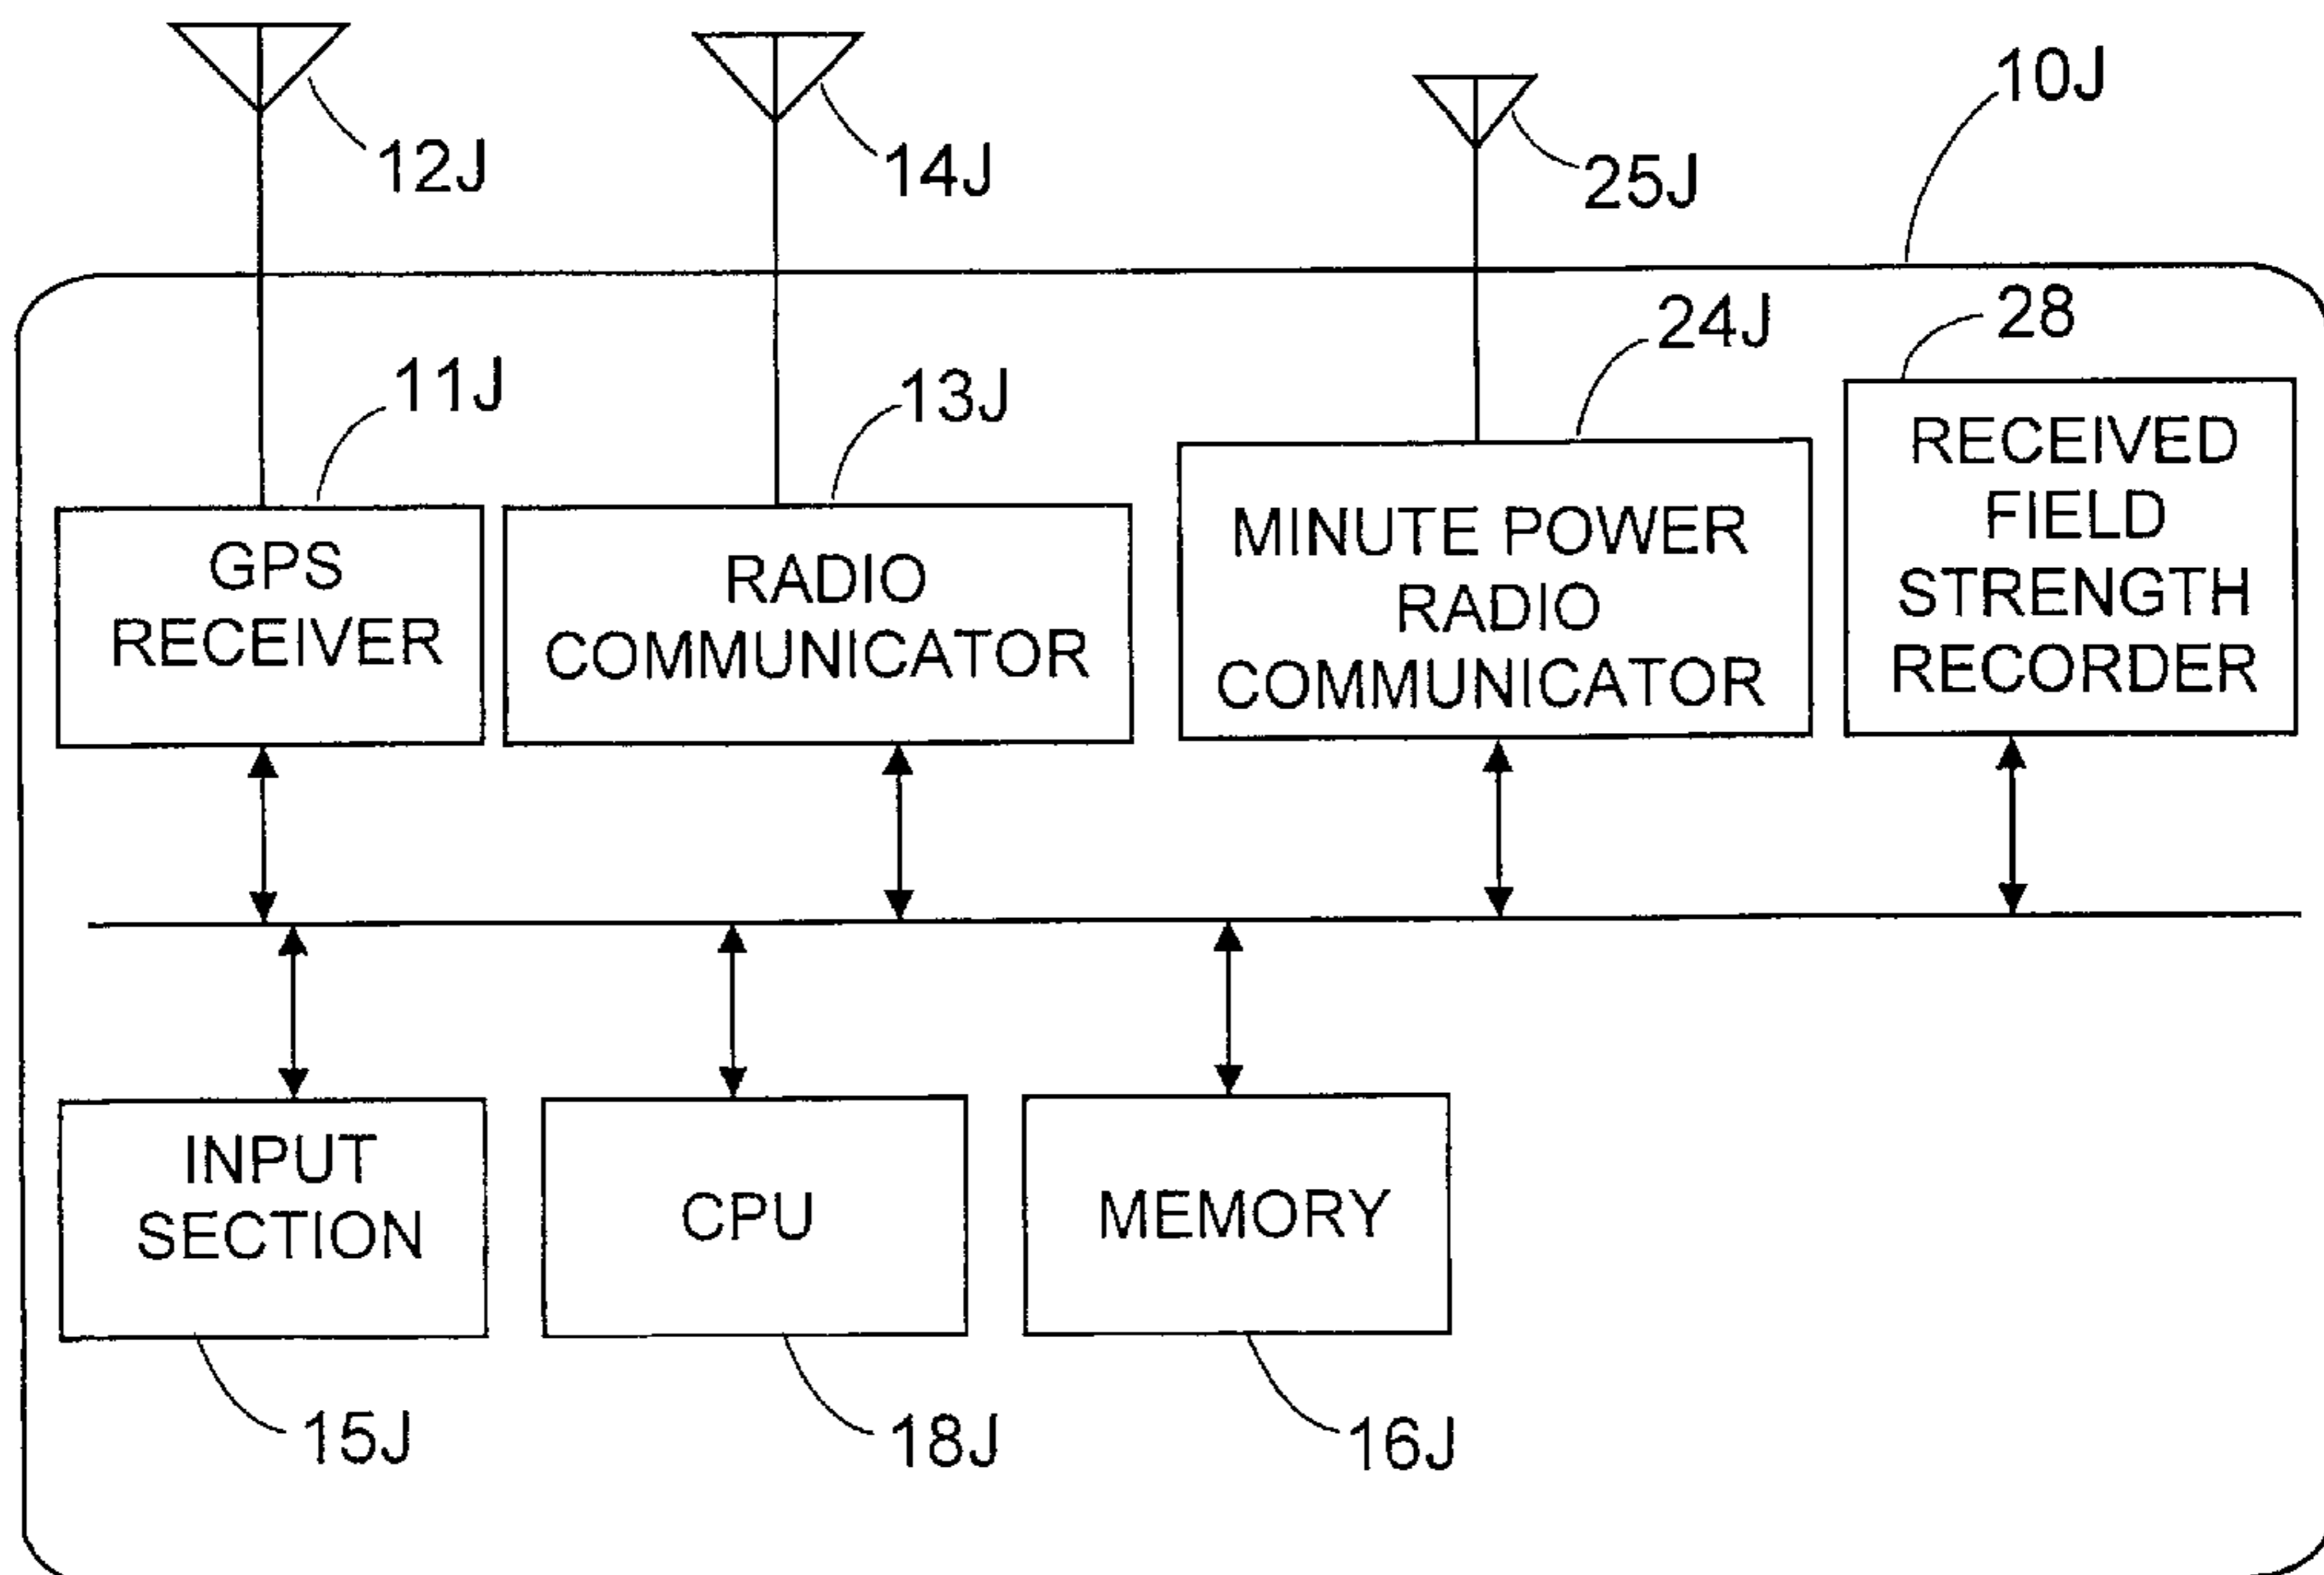 10J
12J
14J
25J
28
24J
11J
13J
GPS
RECEIVER
RADIO
COMMUNICATOR
MINUTE POWER
RADIO
COMMUNICATOR
RECEIVED
FIELD
STRENGTH
RECORDER
INPUT
SECTION
CPU
MEMORY
15J
18J
16J